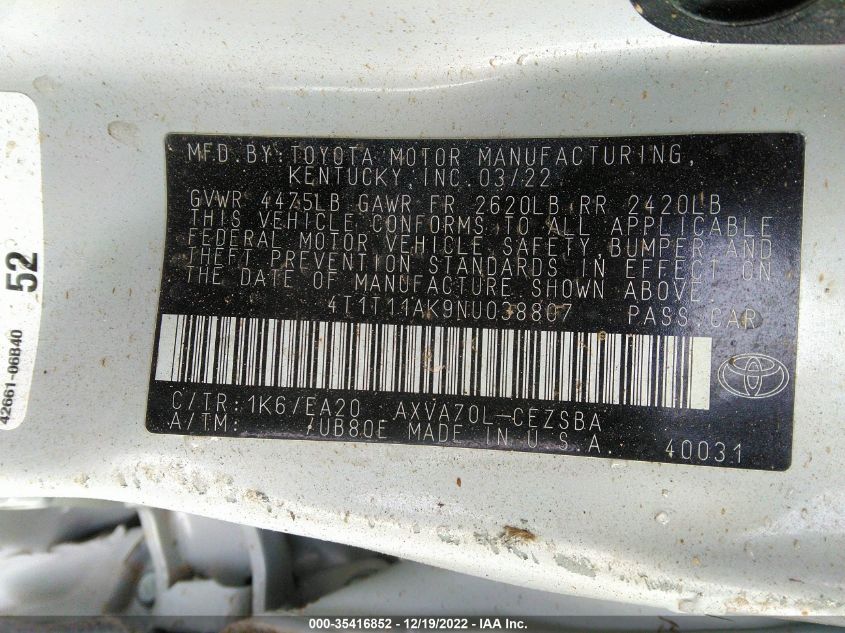 MFD.BY:TOYOTA MOTOR MANUFACTURING,
KENTUCKY, INC. 03/22
GVWR 4475LB GAWR FR 2620LB RR 2420LB
THIS VEHICLE CONFORMS TO ALL APPLICABLE
FEDERAL MOTOR VEHICLE SAFETY,BUMPER AND
THEFT PREVENTION STANDARDS IN EFFECT ON
THE DATE OF MANUFACTURE SHOWN ABOVE.
4T1T11AK9NU038807 PASS.CAR
C/TR:1K6/EA20 AXVA70L-CEZSBA
A/TM: /UB80E MADE IN U.S.A. 40031
52
42661-06B40
000-35416852 - 12/19/2022 - IAA Inc.